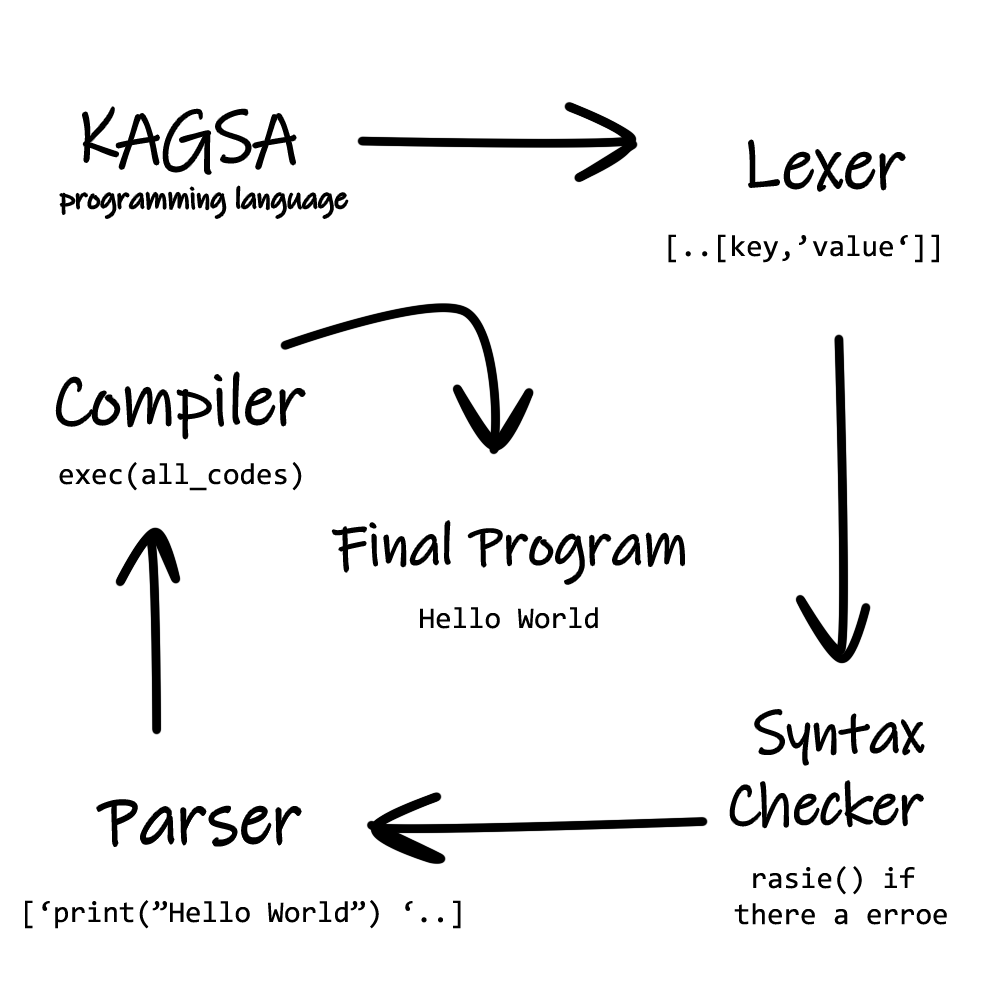 KAGSA
programming language
Lexer
[..[key,’value‘]]
Compiler
exec(all_codes)
Final Program
Hello World
Syntax
Checker
rasie() if
there a erroe
Parser
[‘print(”Hello World”) ‘..]